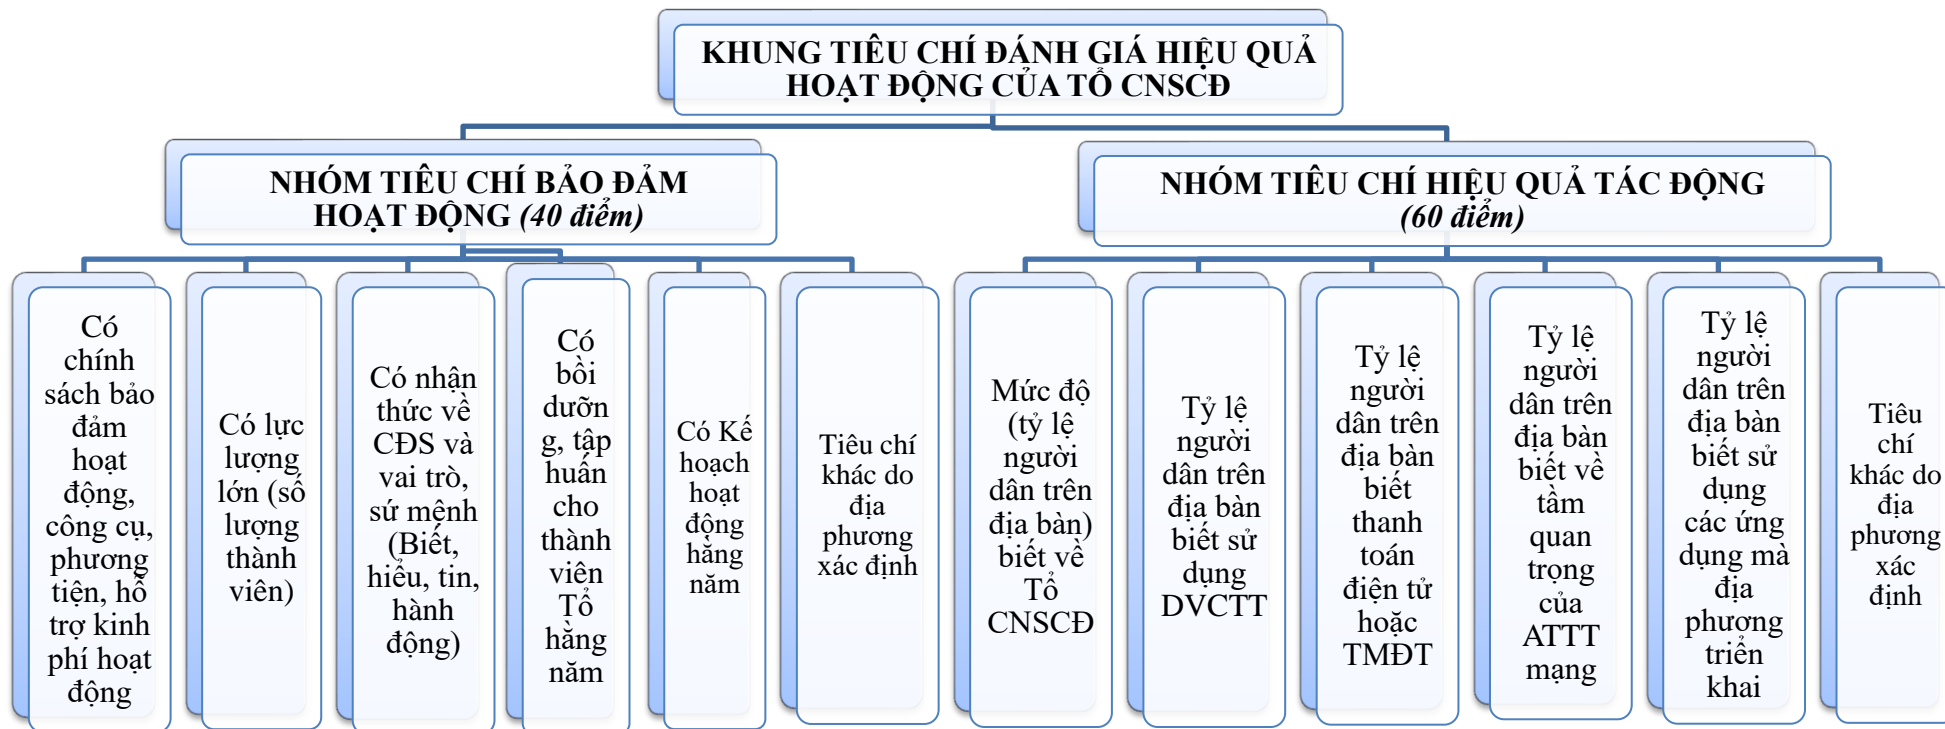 KHUNG TIÊU CHÍ ĐÁNH GIÁ HIỆU QUẢ
HOẠT ĐỘNG CỦA TỔ CNSCĐ
NHÓM TIÊU CHÍ BẢO ĐẢM
HOẠT ĐỘNG (40 điểm)
NHÓM TIÊU CHÍ HIỆU QUẢ TÁC ĐỘNG
(60 điểm)
Có
chính
sách bảo
đảm
hoạt
động,
công cụ,
phương
tiện, hỗ
trợ kinh
phí hoạt
động
Có lực
lượng
lớn (số
lượng
thành
viên)
Có nhận
thức về
CĐS và
vai trò,
sứ mệnh
(Biết,
hiểu, tin,
hành
động)
Có
bồi
dưỡn
g, tập
huấn
cho
thành
viên
Tổ
hằng
năm
Có Kế
hoạch
hoạt
động
hằng
năm
Tiêu chí
khác do
địa
phương
xác định
Mức độ
(tỷ lệ
người
dân trên
địa bàn)
biết về
Tổ
CNSCĐ
Tỷ lệ
người
dân trên
địa bàn
biết sử
dụng
DVCTT
Tỷ lệ
người
dân trên
địa bàn
biết
thanh
toán
điện tử
hoặc
TMĐT
Tỷ lệ
người
dân trên
địa bàn
biết về
tầm
quan
trọng
của
ATTT
mạng
Tỷ lệ
người
dân trên
địa bàn
biết sử
dụng
các ứng
dụng mà
địa
phương
triển
khai
Tiêu
chí
khác do
địa
phương
xác
định